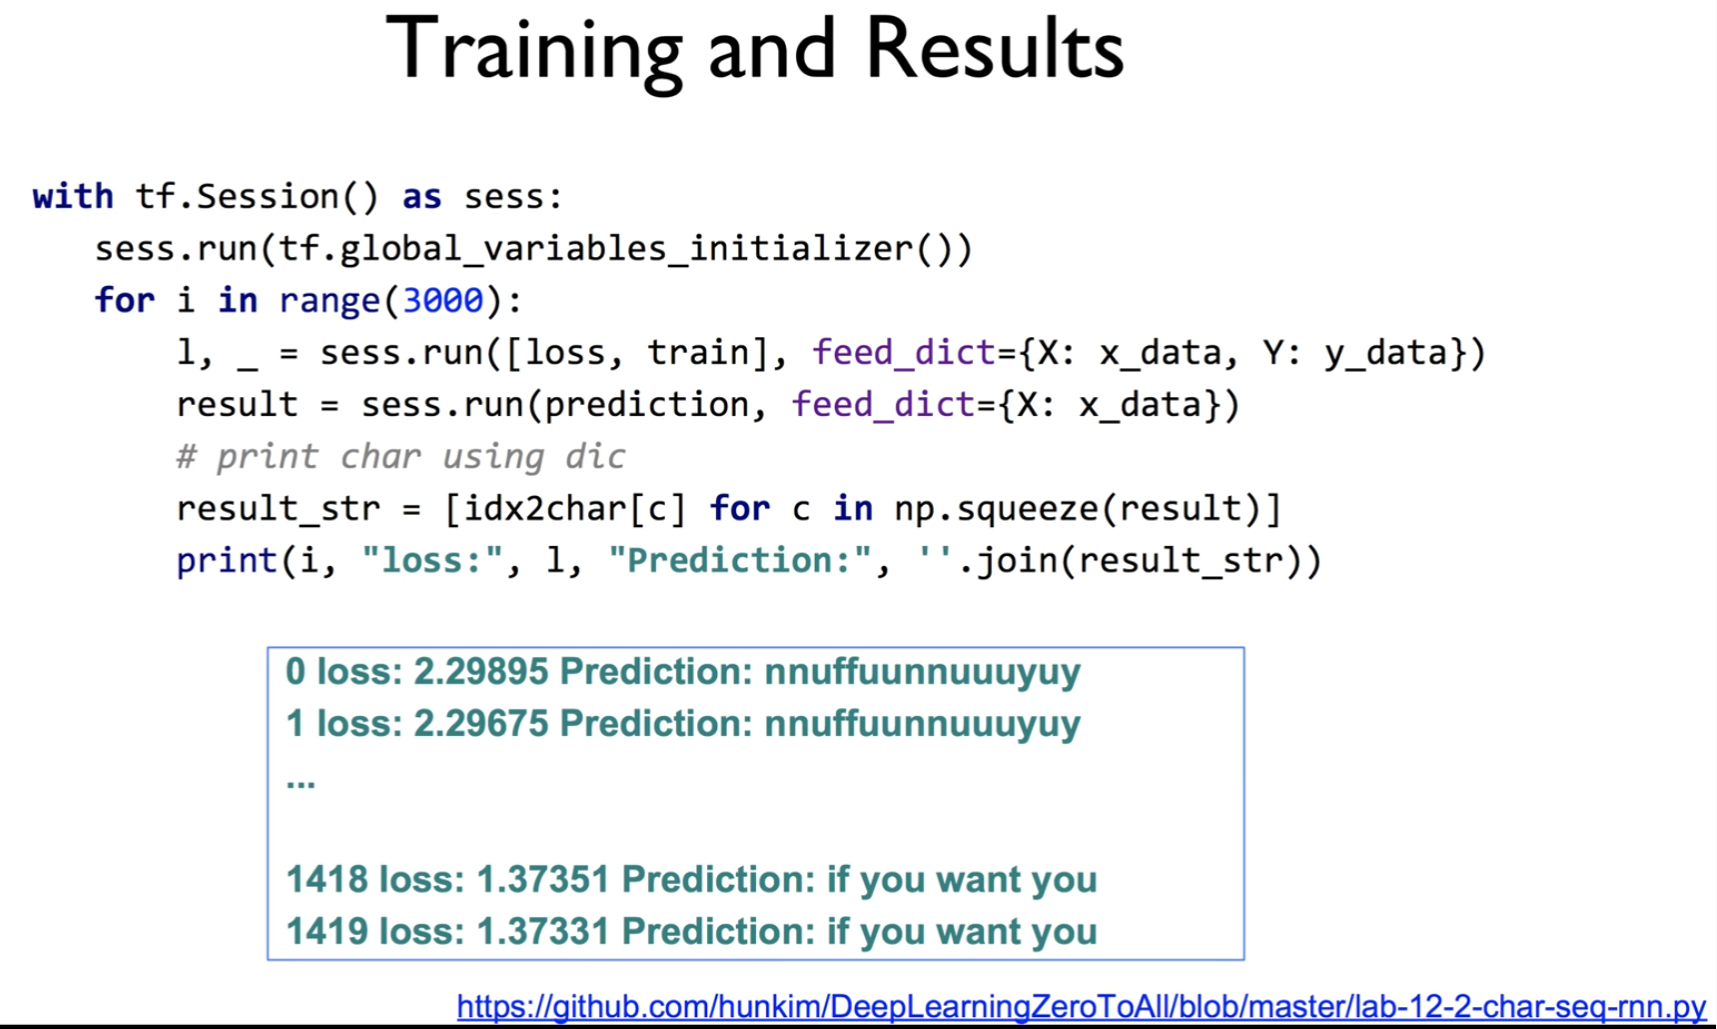 Training and Results
with tf.Session() as sess:
    sess.run(tf.global_variables_initializer())
    for i in range(3000):
        l, _ = sess.run([loss, train], feed_dict={X: x_data, Y: y_data})
        result = sess.run(prediction, feed_dict={X: x_data})
        # print char using dic
        result_str = [idx2char[c] for c in np.squeeze(result)]
        print(i, "loss:", l, "Prediction:", ''.join(result_str))
0 loss: 2.29895 Prediction: nnuffuunnuuuyuy
1 loss: 2.29675 Prediction: nnuffuunnuuuyuy
...
1418 loss: 1.37351 Prediction: if you want you
1419 loss: 1.37331 Prediction: if you want you
https://github.com/hunkim/DeepLearningZeroToAll/blob/master/lab-12-2-char-seq-rnn.py